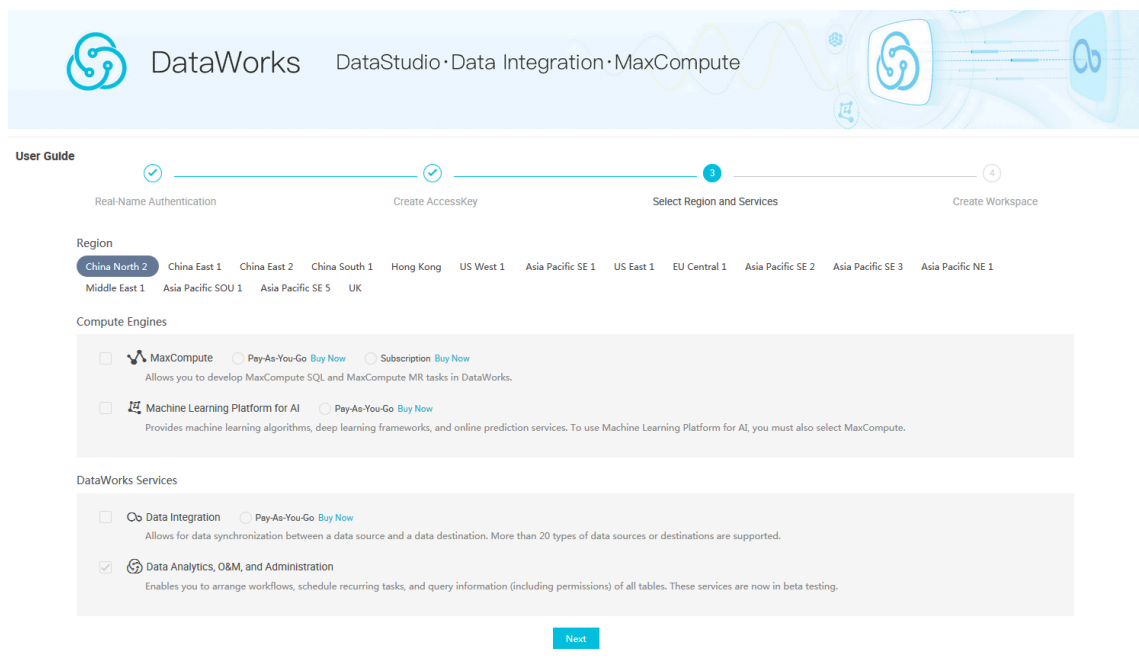 DataWorks DataStudio·Data Integration·MaxCompute
User Guide
3 4
Real-Name Authentication Create AccessKey Select Region and Services Create Workspace
Region
China North 2 China East 1 China East 2 China South 1 Hong Kong US West 1 Asia Pacific SE 1 US East 1 EU Central 1 Asia Pacific SE 2 Asia Pacific SE 3 Asia Pacific NE 1
Middle East 1 Asia Pacific SOU 1 Asia Pacific SE 5 UK
Compute Engines
MaxCompute Pay-As-You-Go Buy Now Subscription Buy Now
Allows you to develop MaxCompute SQL and MaxCompute MR tasks in DataWorks.
Machine Learning Platform for AI Pay-As-You-Go Buy Now
Provides machine learning algorithms, deep learning frameworks, and online prediction services. To use Machine Learning Platform for AI, you must also select MaxCompute.
DataWorks Services
Data Integration Pay-As-You-Go Buy Now
Allows for data synchronization between a data source and a data destination. More than 20 types of data sources or destinations are supported.
Data Analytics, O&M, and Administration
Enables you to arrange workflows, schedule recurring tasks, and query information (including permissions) of all tables. These services are now in beta testing.
Next